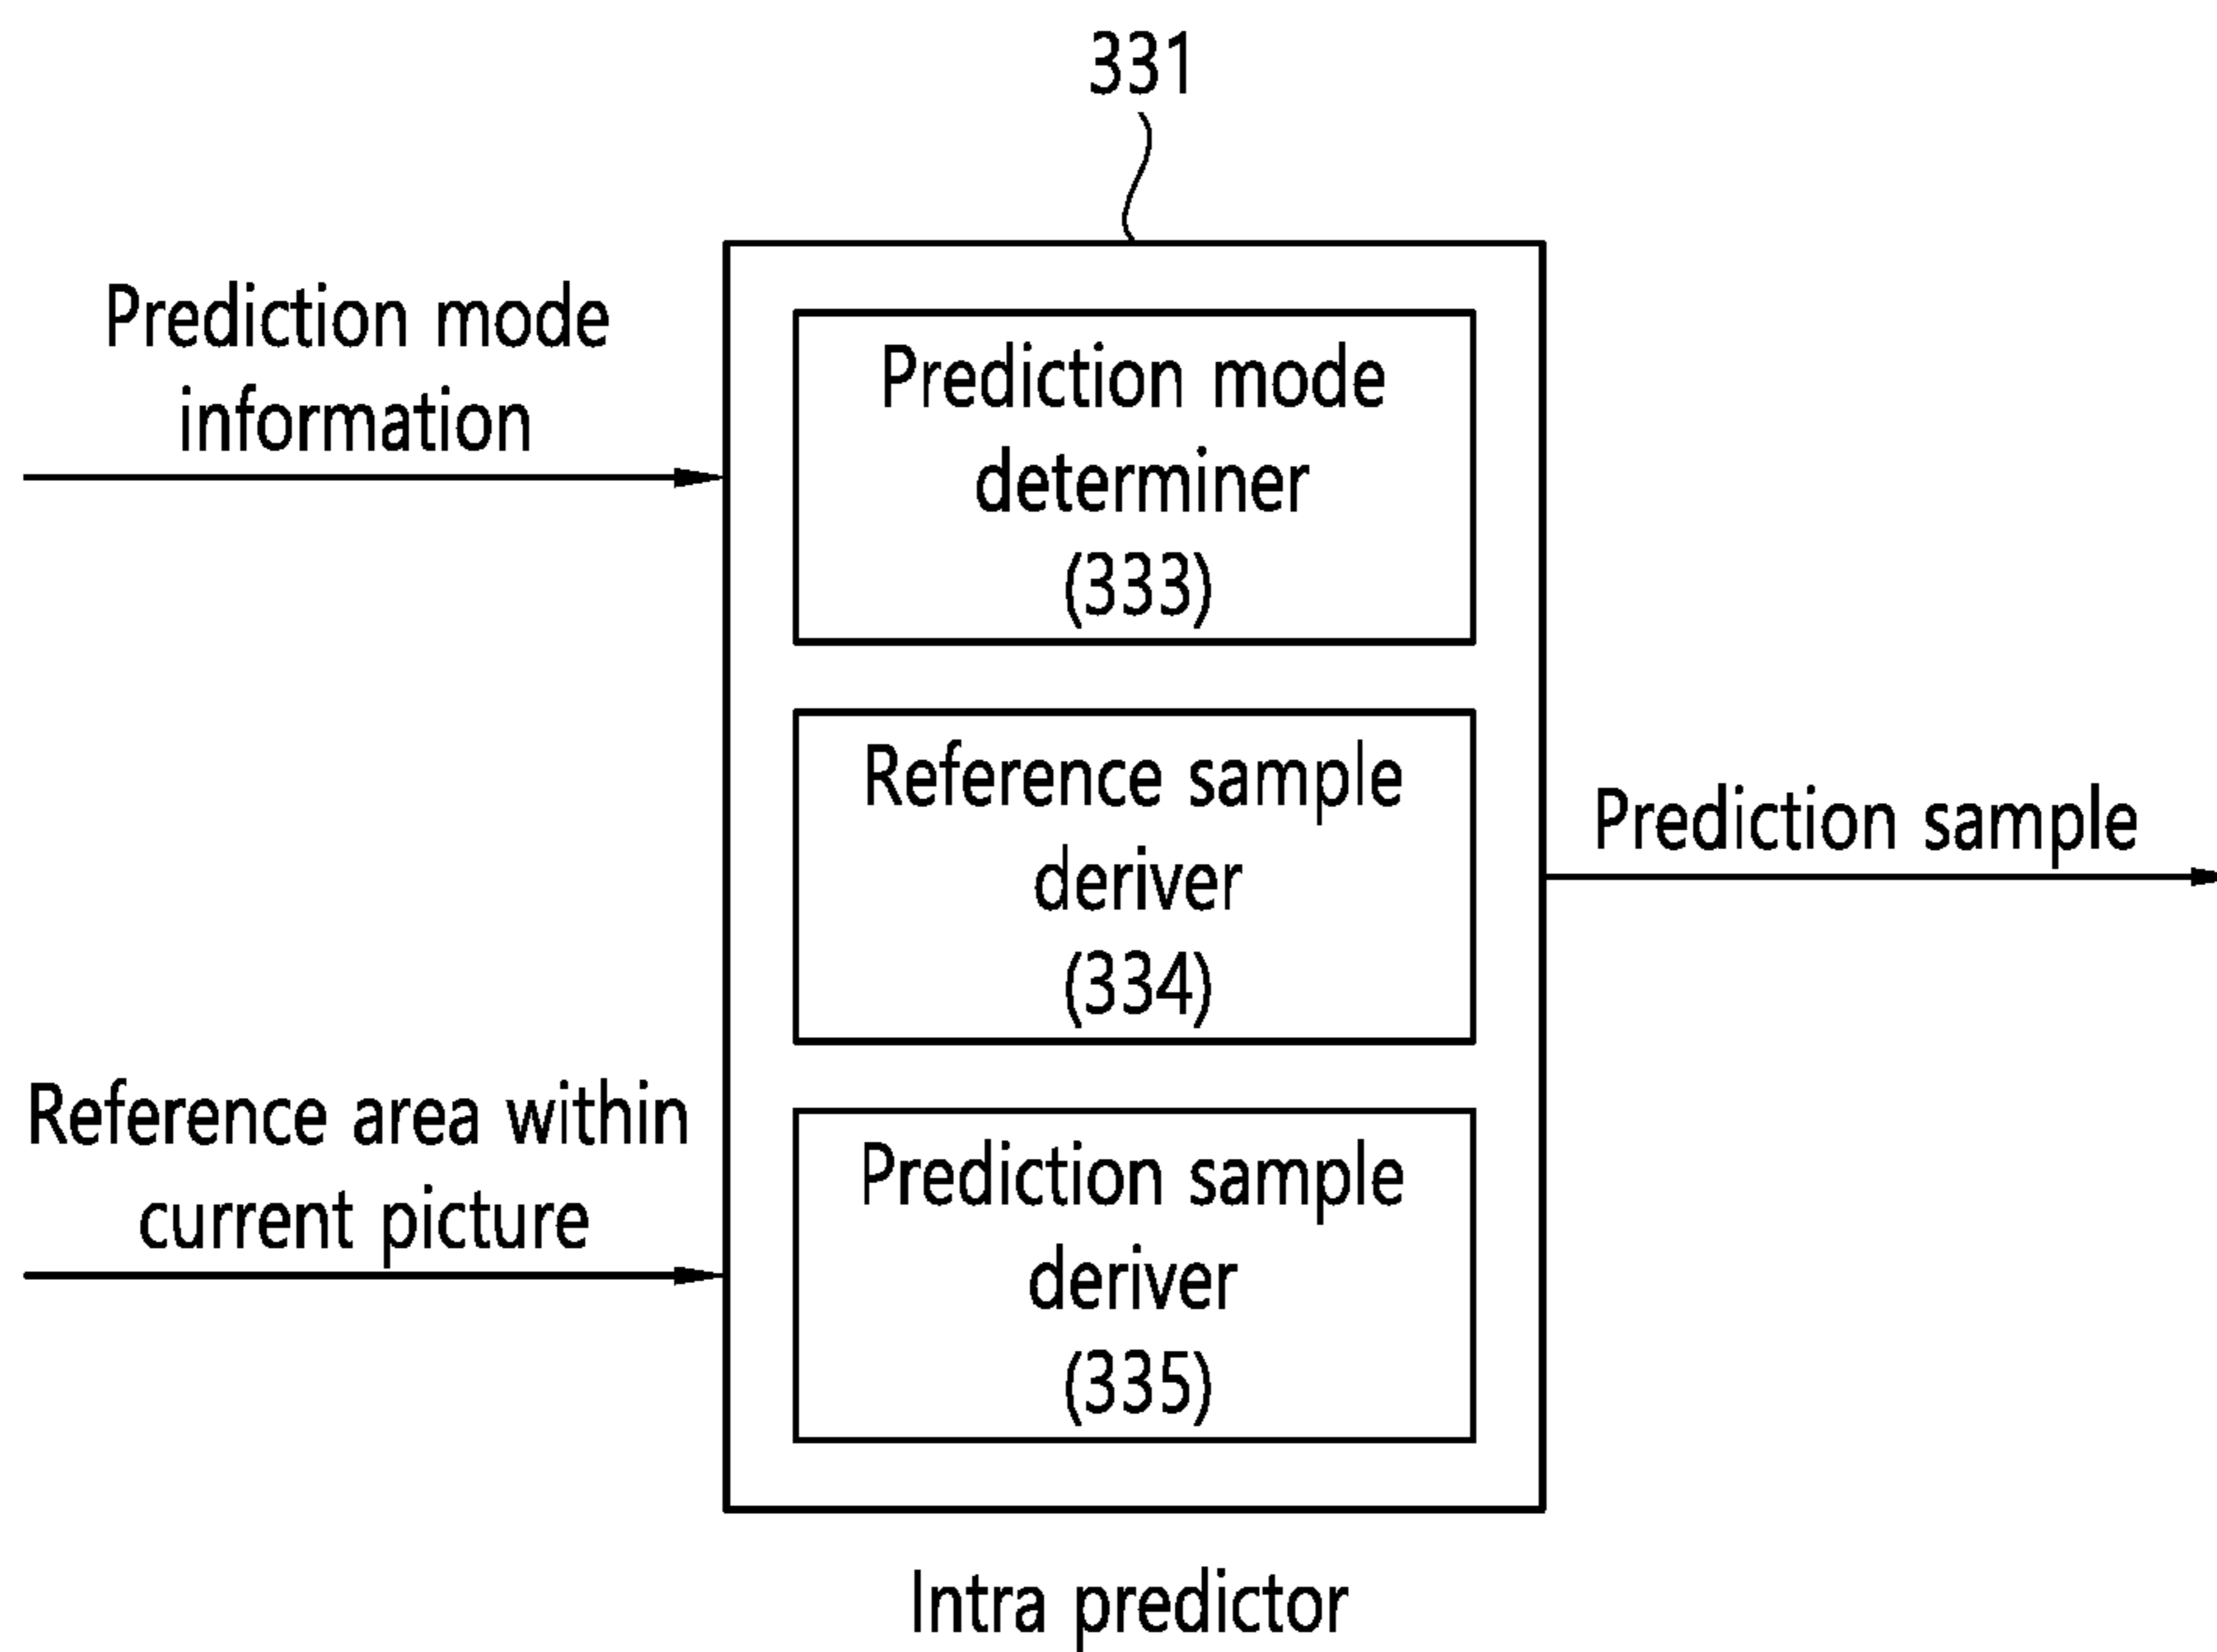 331
Prediction mode
information
Prediction mode
determiner
(333)
Reference sample
deriver
(334)
Prediction sample
Reference area within
current picture
Prediction sample
deriver
(335)
Intra predictor